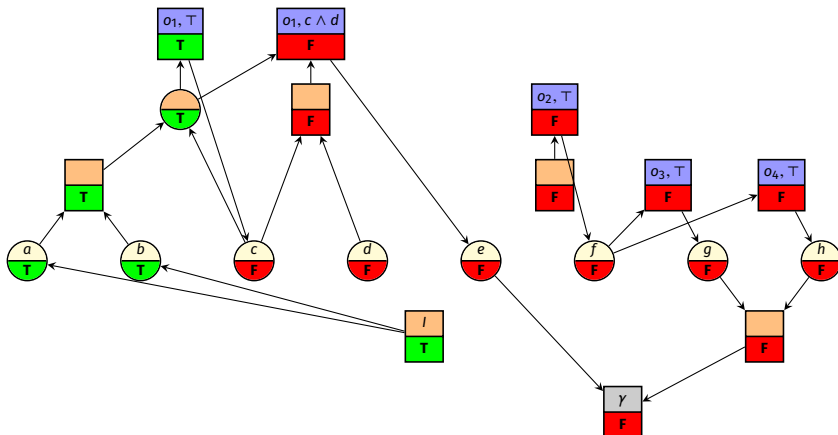 o₁, ⊤
T
o₁, c ∧ d
F
T
F
o₂, ⊤
F
T
F
o₃, ⊤
F
o₄, ⊤
F
a
T
b
T
c
F
d
F
e
F
f
F
g
F
h
F
I
T
F
γ
F